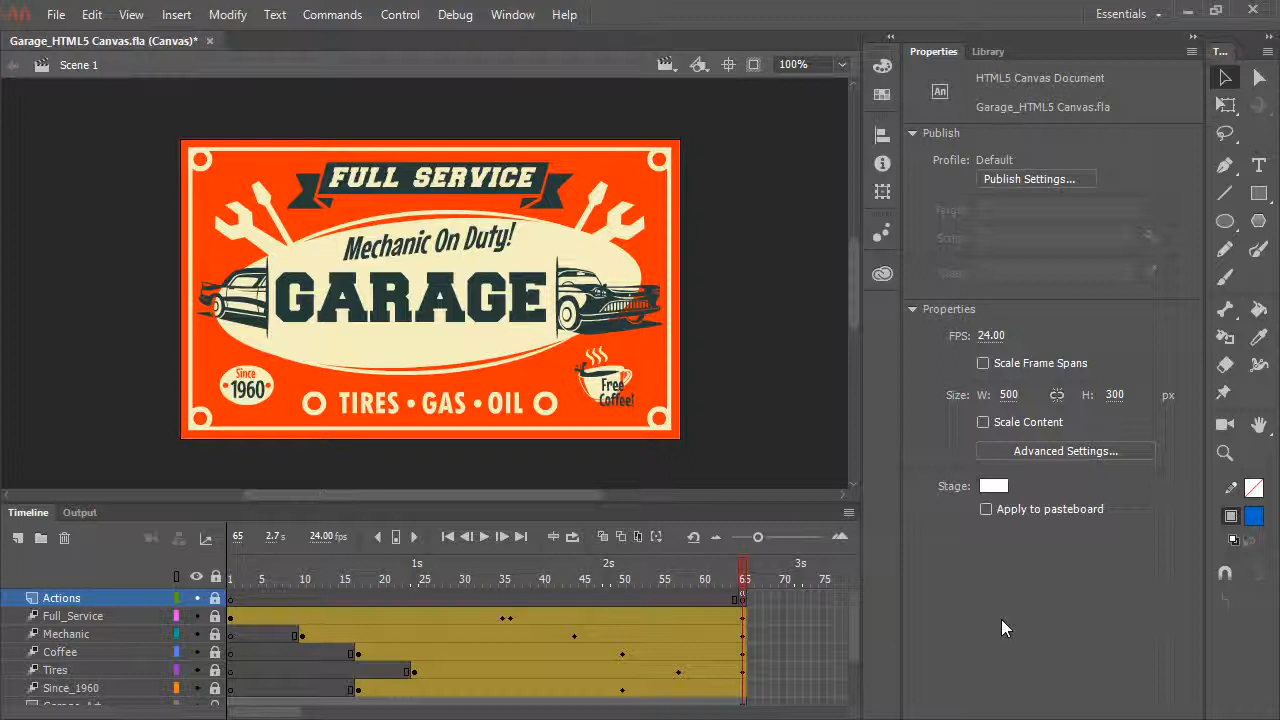 File Edit View Insert Modify Text Commands Control Debug Window Help Essentials
Garage_HTML5 Canvas.fla (Canvas)* ×
Scene 1 100%
FULL SERVICE
Mechanic On Duty!
GARAGE
Since
1960
TIRES • GAS • OIL
Free
Coffee!
Properties Library T...
An HTML5 Canvas Document
Garage_HTML5 Canvas.fla
Publish
Profile: Default
Publish Settings...
Target:
Script:
Class:
Properties
FPS: 24.00
Scale Frame Spans
Size: W: 500 H: 300 px
Scale Content
Advanced Settings...
Stage:
Apply to pasteboard
Timeline Output
65 2.7 s 24.00 fps
1s 2s 3s
1 5 10 15 20 25 30 35 40 45 50 55 60 65 70 75
Actions
Full_Service
Mechanic
Coffee
Tires
Since_1960
Garage_Art